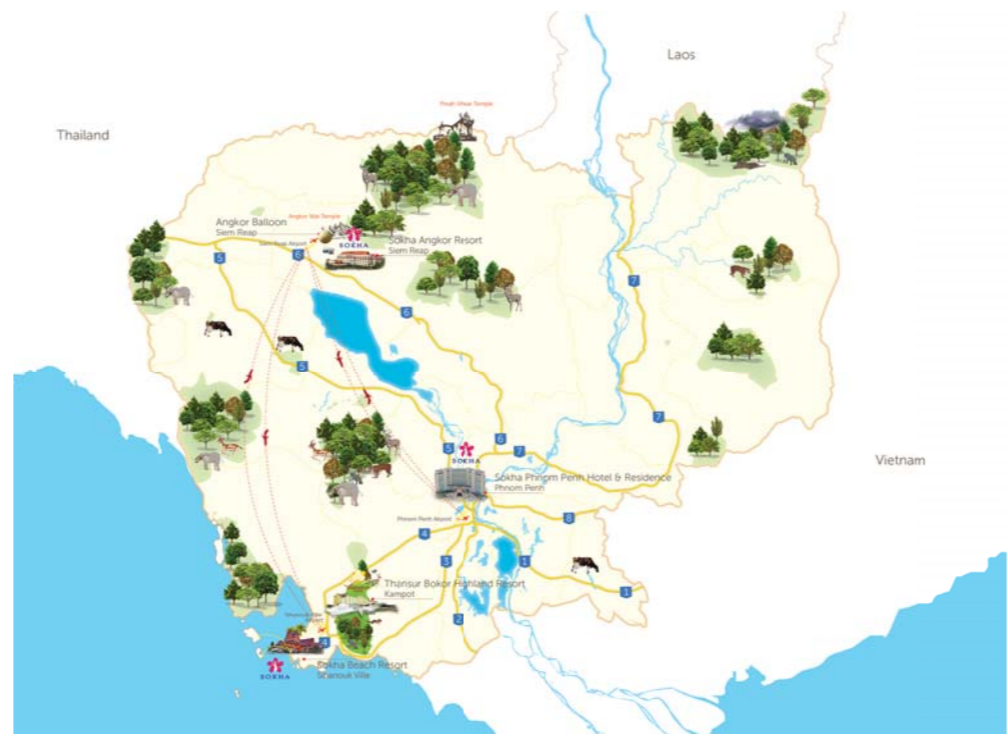 Laos
Thailand
Angkor Wat Temple
Angkor Balloon
Siem Reap
Siem Reap Airport
SOKHA
Sokha Angkor Resort
Siem Reap
5
6
7
7
6
5
7
6
7
5
SOKHA
Sokha Phnom Penh Hotel & Residence
Phnom Penh
Vietnam
Phnom Penh Airport
8
4
3
1
1
2
Thansur Bokor Highland Resort
Kampot
4
Sokha Beach Resort
Sihanouk Ville
SOKHA